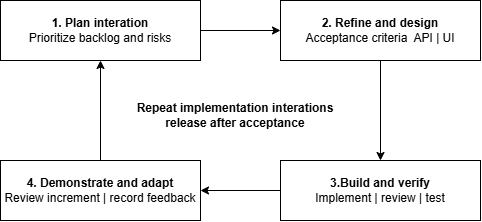 1. Plan interation
Prioritize backlog and risks
2. Refine and design
Acceptance criteria  API | UI
Repeat implementation interations
release after acceptance
4. Demonstrate and adapt
Review increment | record feedback
3.Build and verify
Implement | review | test